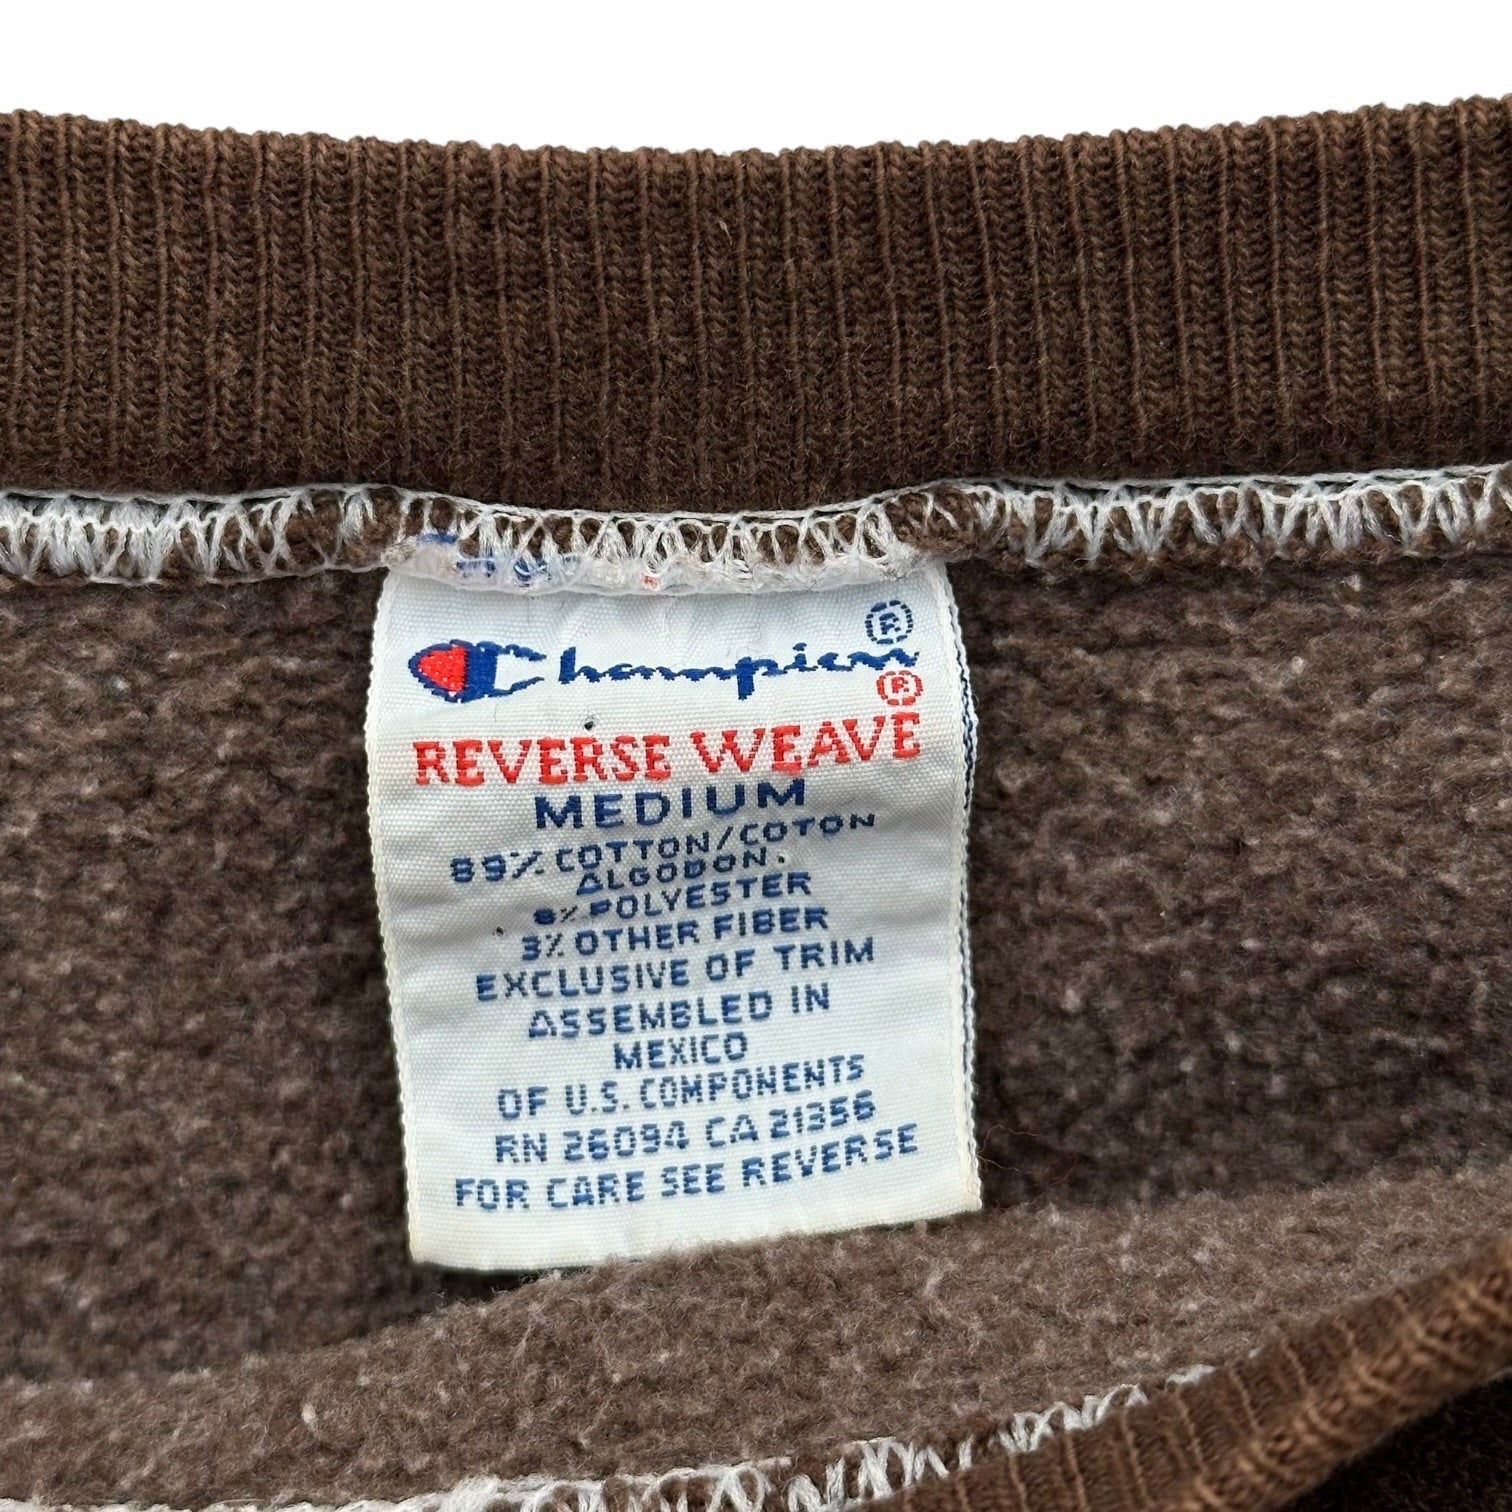 Champion®
REVERSE WEAVE®
MEDIUM
89% COTTON/COTON
ALGODON.
8% POLYESTER
3% OTHER FIBER
EXCLUSIVE OF TRIM
ASSEMBLED IN
MEXICO
OF U.S. COMPONENTS
RN 26094 CA 21356
FOR CARE SEE REVERSE